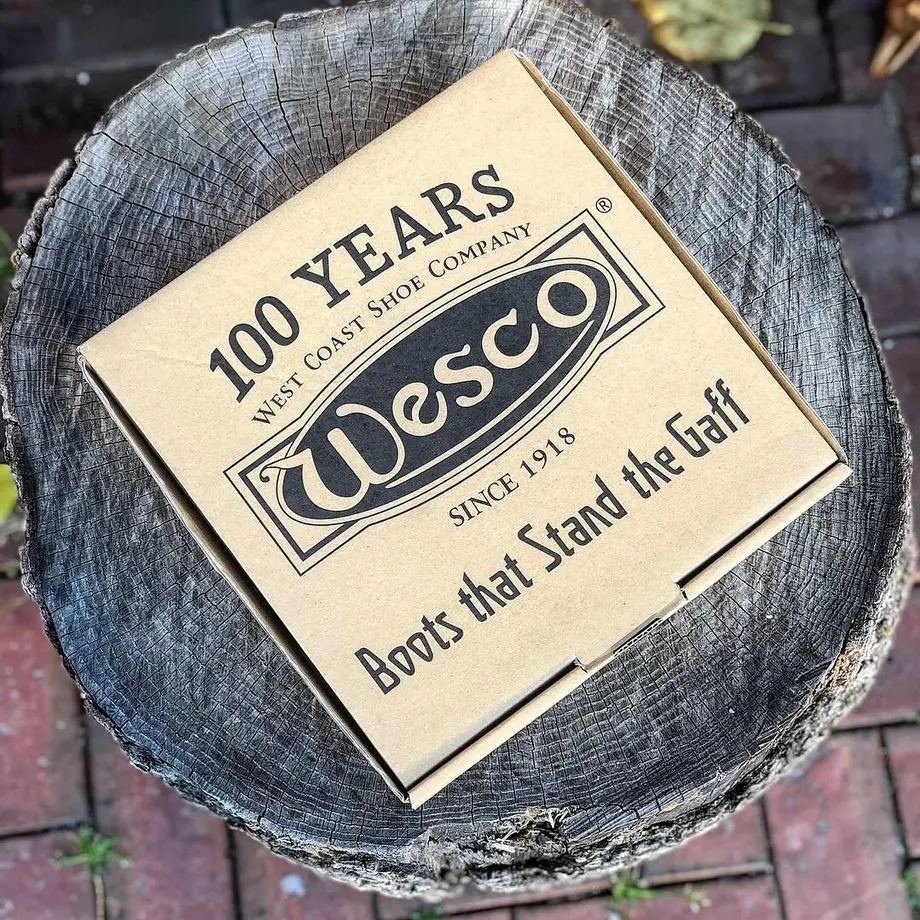 100 YEARS
WEST COAST SHOE COMPANY
Wesco®
SINCE 1918
Boots that Stand the Gaff